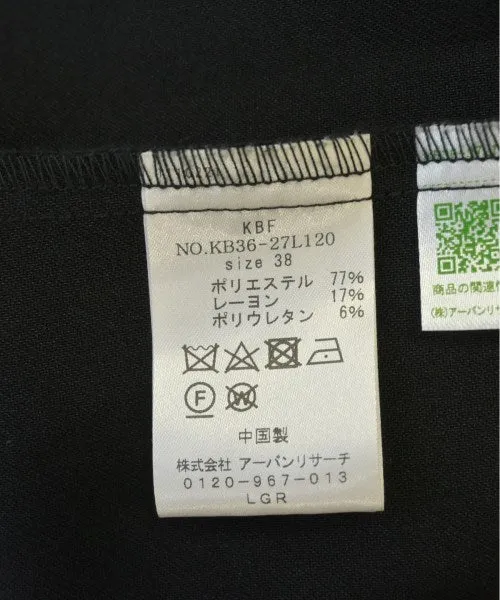 KBF
NO.KB36-27L120
size 38
ポリエステル 77%
レーヨン 17%
ポリウレタン 6%
F
W
中国製
株式会社 アーバンリサーチ
0120-967-013
LGR
商品の関連情
(株)アーバンリサ